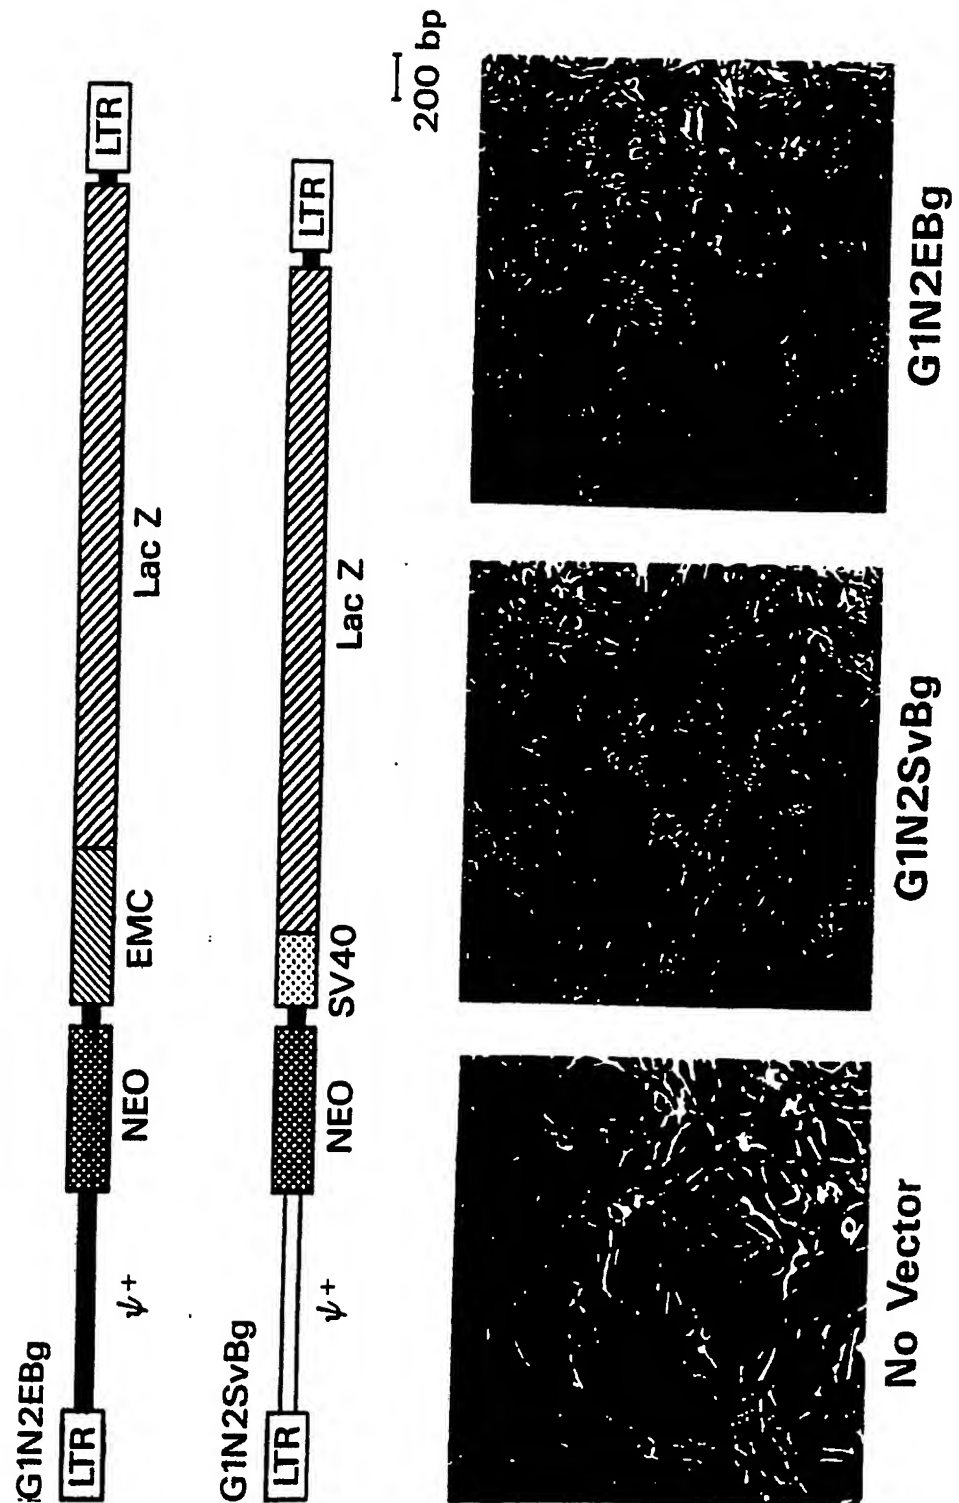 G1N2EBg
LTR
ψ+
NEO
EMC
Lac Z
LTR
G1N2SvBg
LTR
ψ+
NEO
SV40
Lac Z
LTR
200 bp
No Vector
G1N2SvBg
G1N2EBg